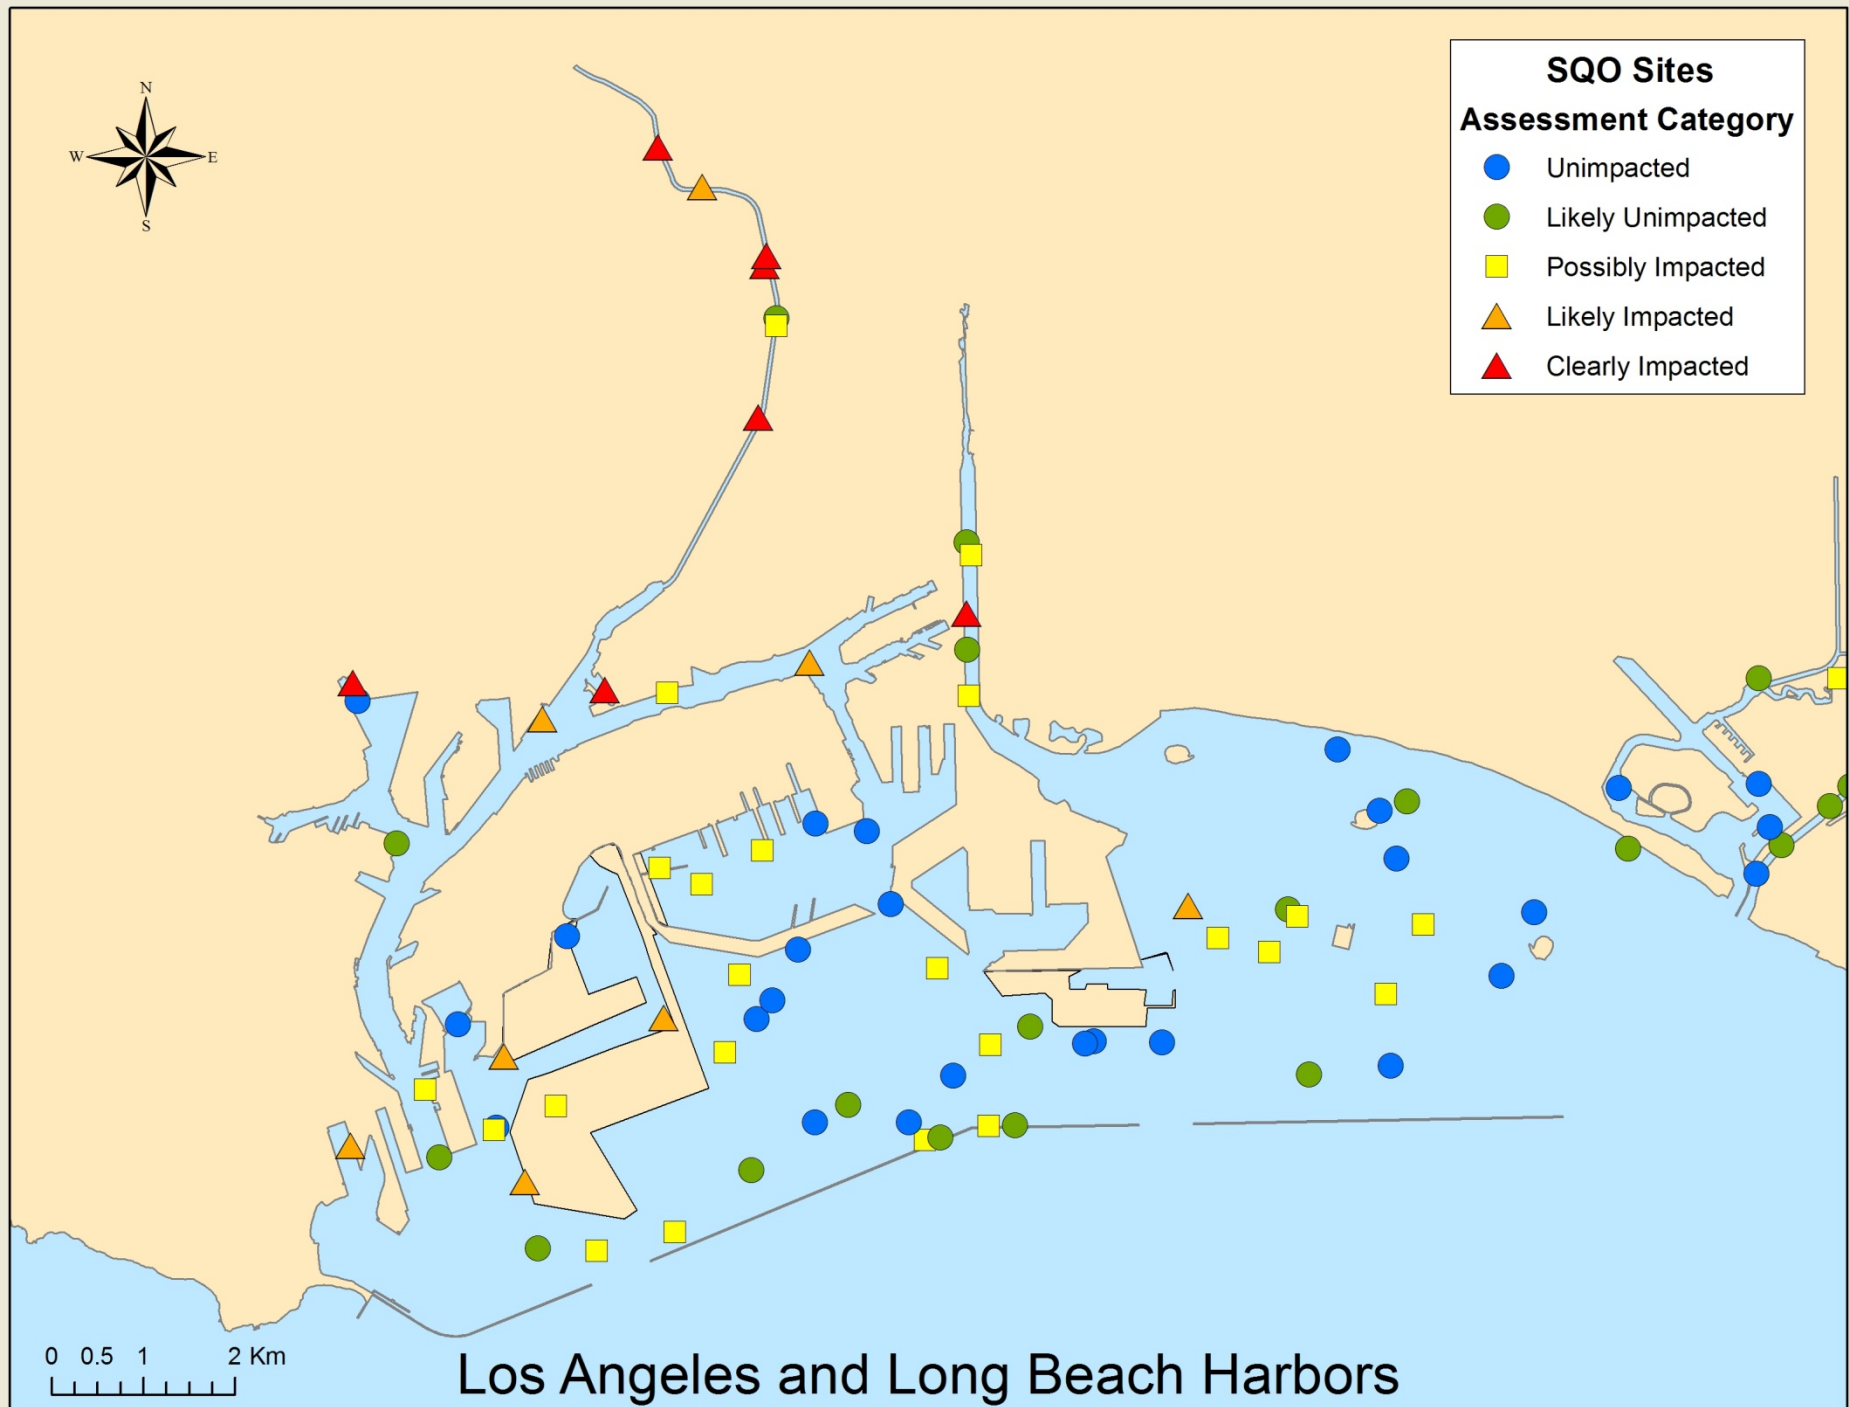 N
W E
S
SQO Sites
Assessment Category
Unimpacted
Likely Unimpacted
Possibly Impacted
Likely Impacted
Clearly Impacted
0 0.5 1 2 Km
Los Angeles and Long Beach Harbors